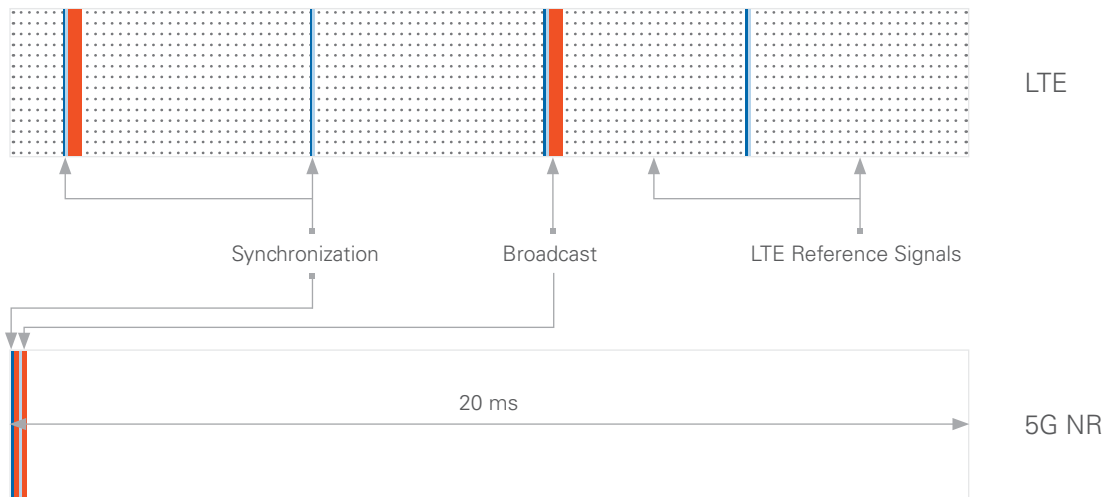 LTE
Synchronization
Broadcast
LTE Reference Signals
20 ms
5G NR